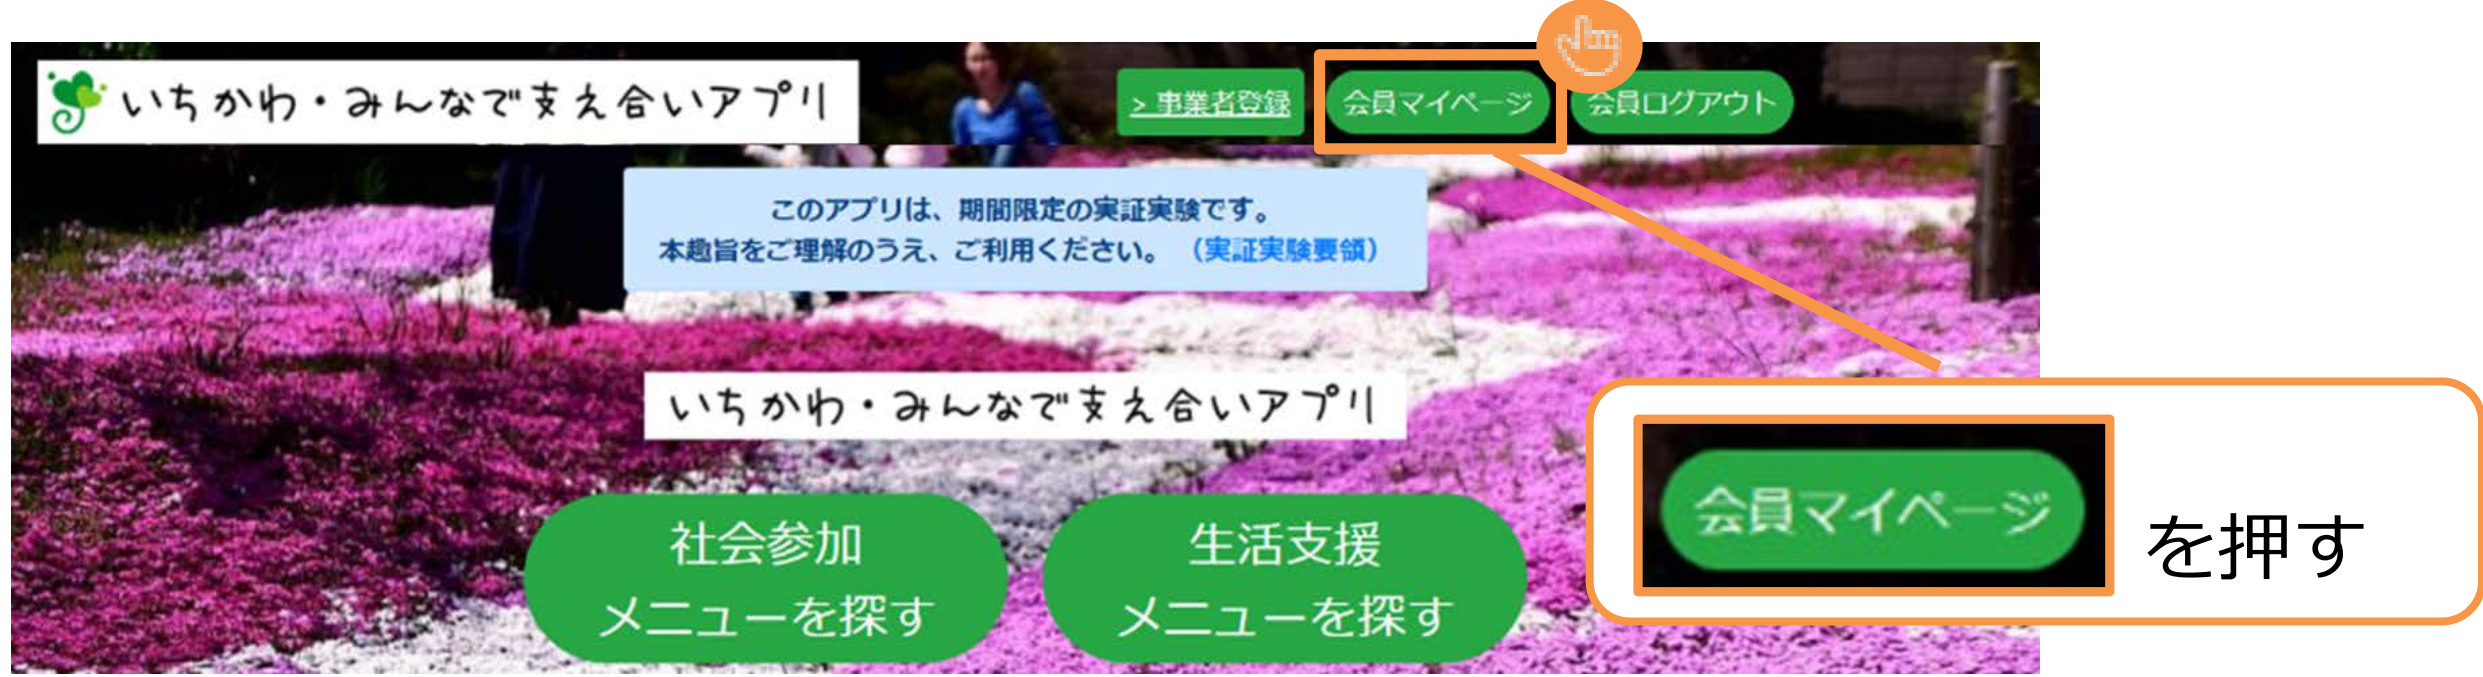 いちかわ・みんなで支え合いアプリ
> 事業者登録
会員マイページ
会員ログアウト
このアプリは、期間限定の実証実験です。
本趣旨をご理解のうえ、ご利用ください。（実証実験要領）
いちかわ・みんなで支え合いアプリ
社会参加
メニューを探す
生活支援
メニューを探す
会員マイページ を押す